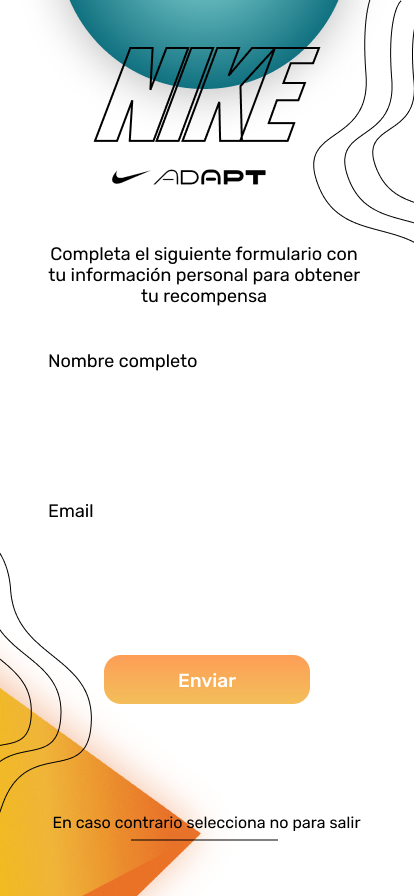 NIKE
ADAPT
Completa el siguiente formulario con
tu información personal para obtener
tu recompensa
Nombre completo
Email
Enviar
En caso contrario selecciona no para salir